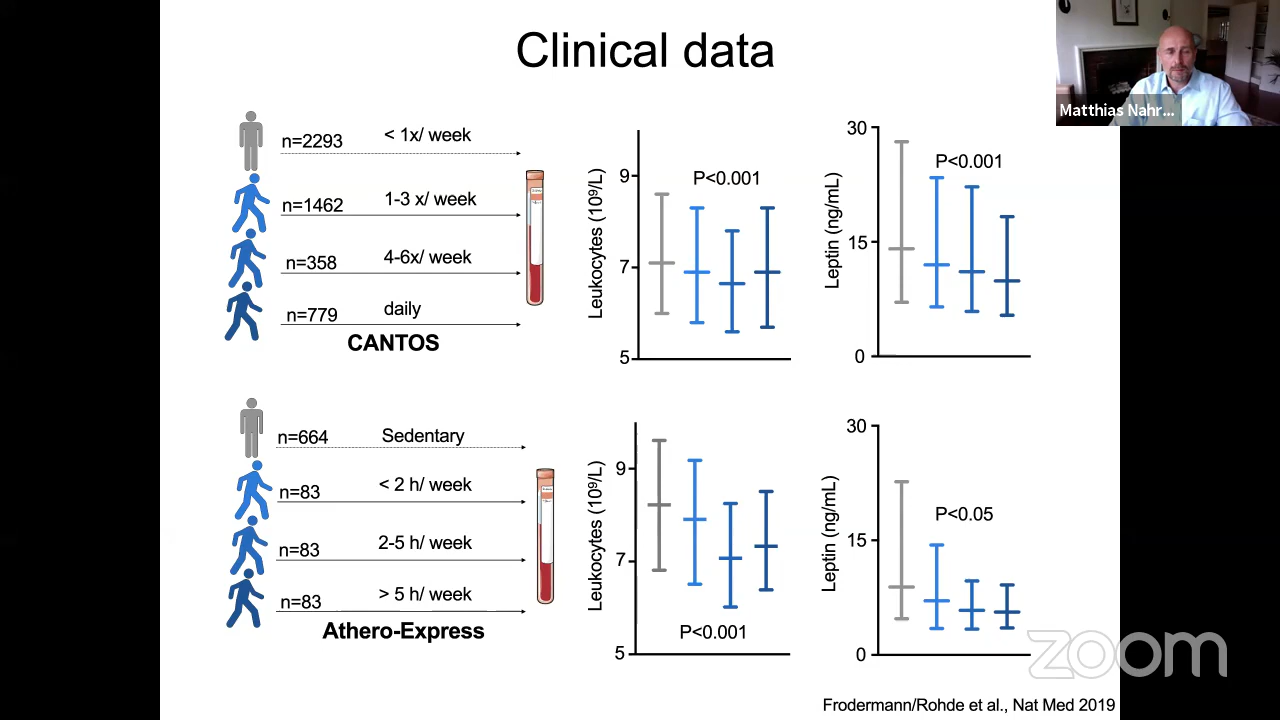 Clinical data
Matthias Nahr...
n=2293
< 1x/ week
n=1462
1-3 x/ week
n=358
4-6x/ week
n=779
daily
CANTOS
Leukocytes (10⁹/L)
9
7
5
P<0.001
Leptin (ng/mL)
30
15
0
P<0.001
n=664
Sedentary
n=83
< 2 h/ week
n=83
2-5 h/ week
n=83
> 5 h/ week
Athero-Express
Leukocytes (10⁹/L)
9
7
5
P<0.001
Leptin (ng/mL)
30
15
0
P<0.05
zoom
Frodermann/Rohde et al., Nat Med 2019